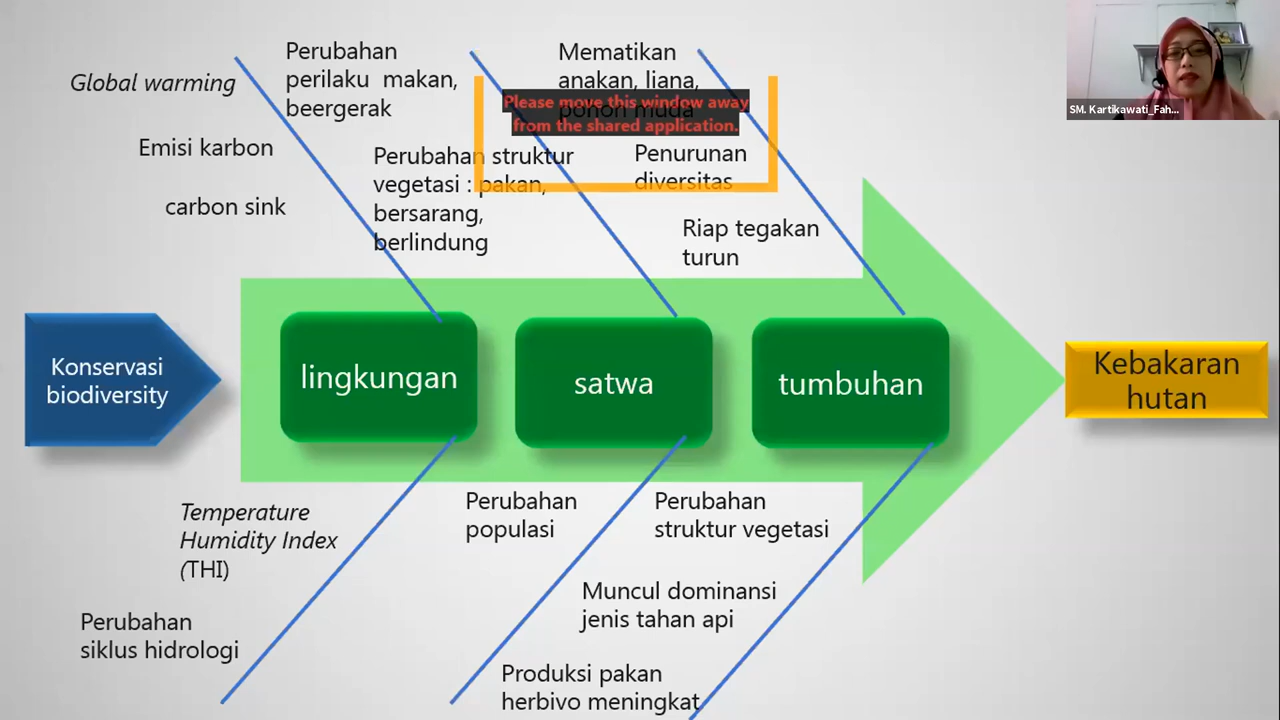 Global warming
Emisi karbon
carbon sink
Perubahan
perilaku makan,
beergerak
Perubahan struktur
vegetasi : pakan,
bersarang,
berlindung
Mematikan
anakan, liana,
pohon muda
Please move this window away
from the shared application.
Penurunan
diversitas
Riap tegakan
turun
SM. Kartikawati_Fah...
Konservasi
biodiversity
lingkungan
satwa
tumbuhan
Kebakaran
hutan
Temperature
Humidity Index
(THI)
Perubahan
siklus hidrologi
Perubahan
populasi
Perubahan
struktur vegetasi
Muncul dominansi
jenis tahan api
Produksi pakan
herbivo meningkat